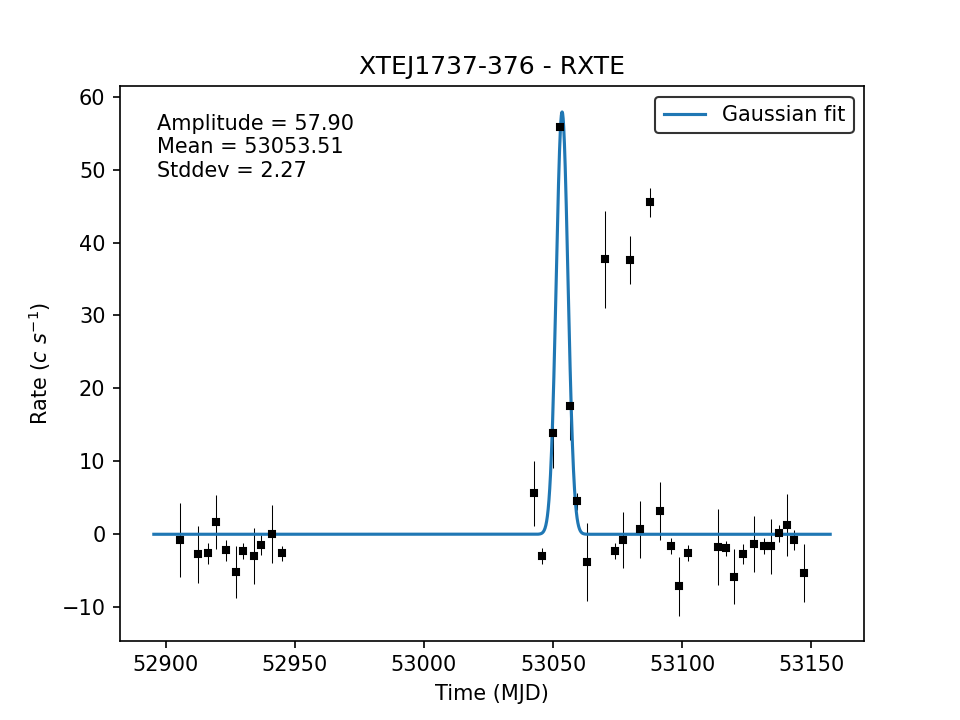 XTEJ1737-376 - RXTE
Amplitude = 57.90
Mean = 53053.51
Stddev = 2.27
Gaussian fit
60
50
40
30
20
10
0
−10
Rate (c s⁻¹)
52900 52950 53000 53050 53100 53150
Time (MJD)